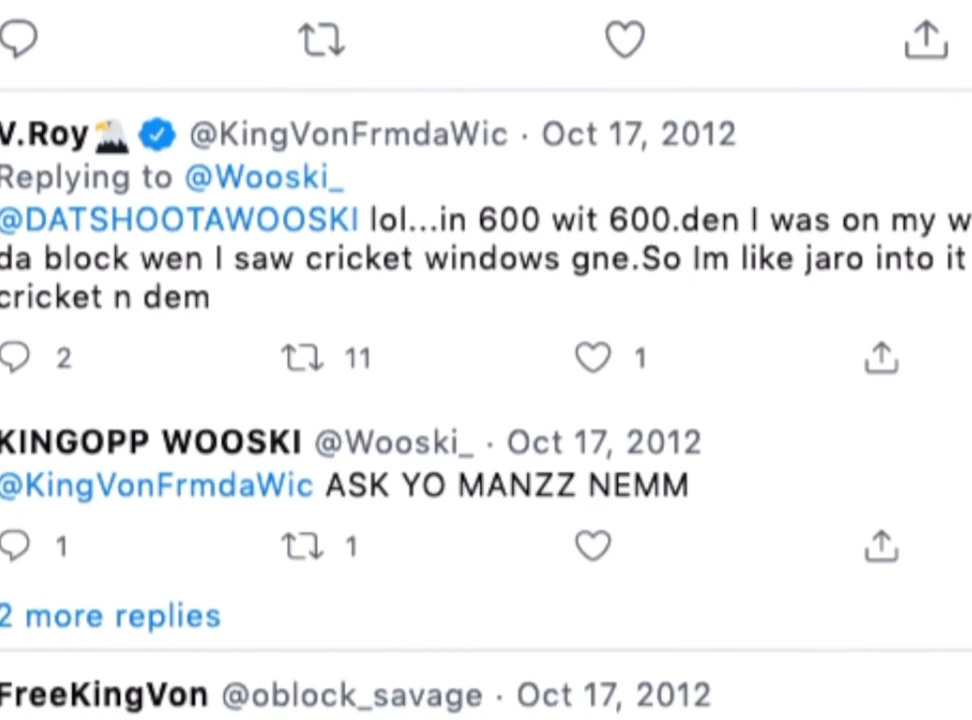 V.Roy @KingVonFrmdaWic · Oct 17, 2012
Replying to @Wooski_
@DATSHOOTAWOOSKI lol...in 600 wit 600.den I was on my w
da block wen I saw cricket windows gne.So Im like jaro into it
cricket n dem
2 11 1
KINGOPP WOOSKI @Wooski_ · Oct 17, 2012
@KingVonFrmdaWic ASK YO MANZZ NEMM
1 1
2 more replies
FreeKingVon @oblock_savage · Oct 17, 2012